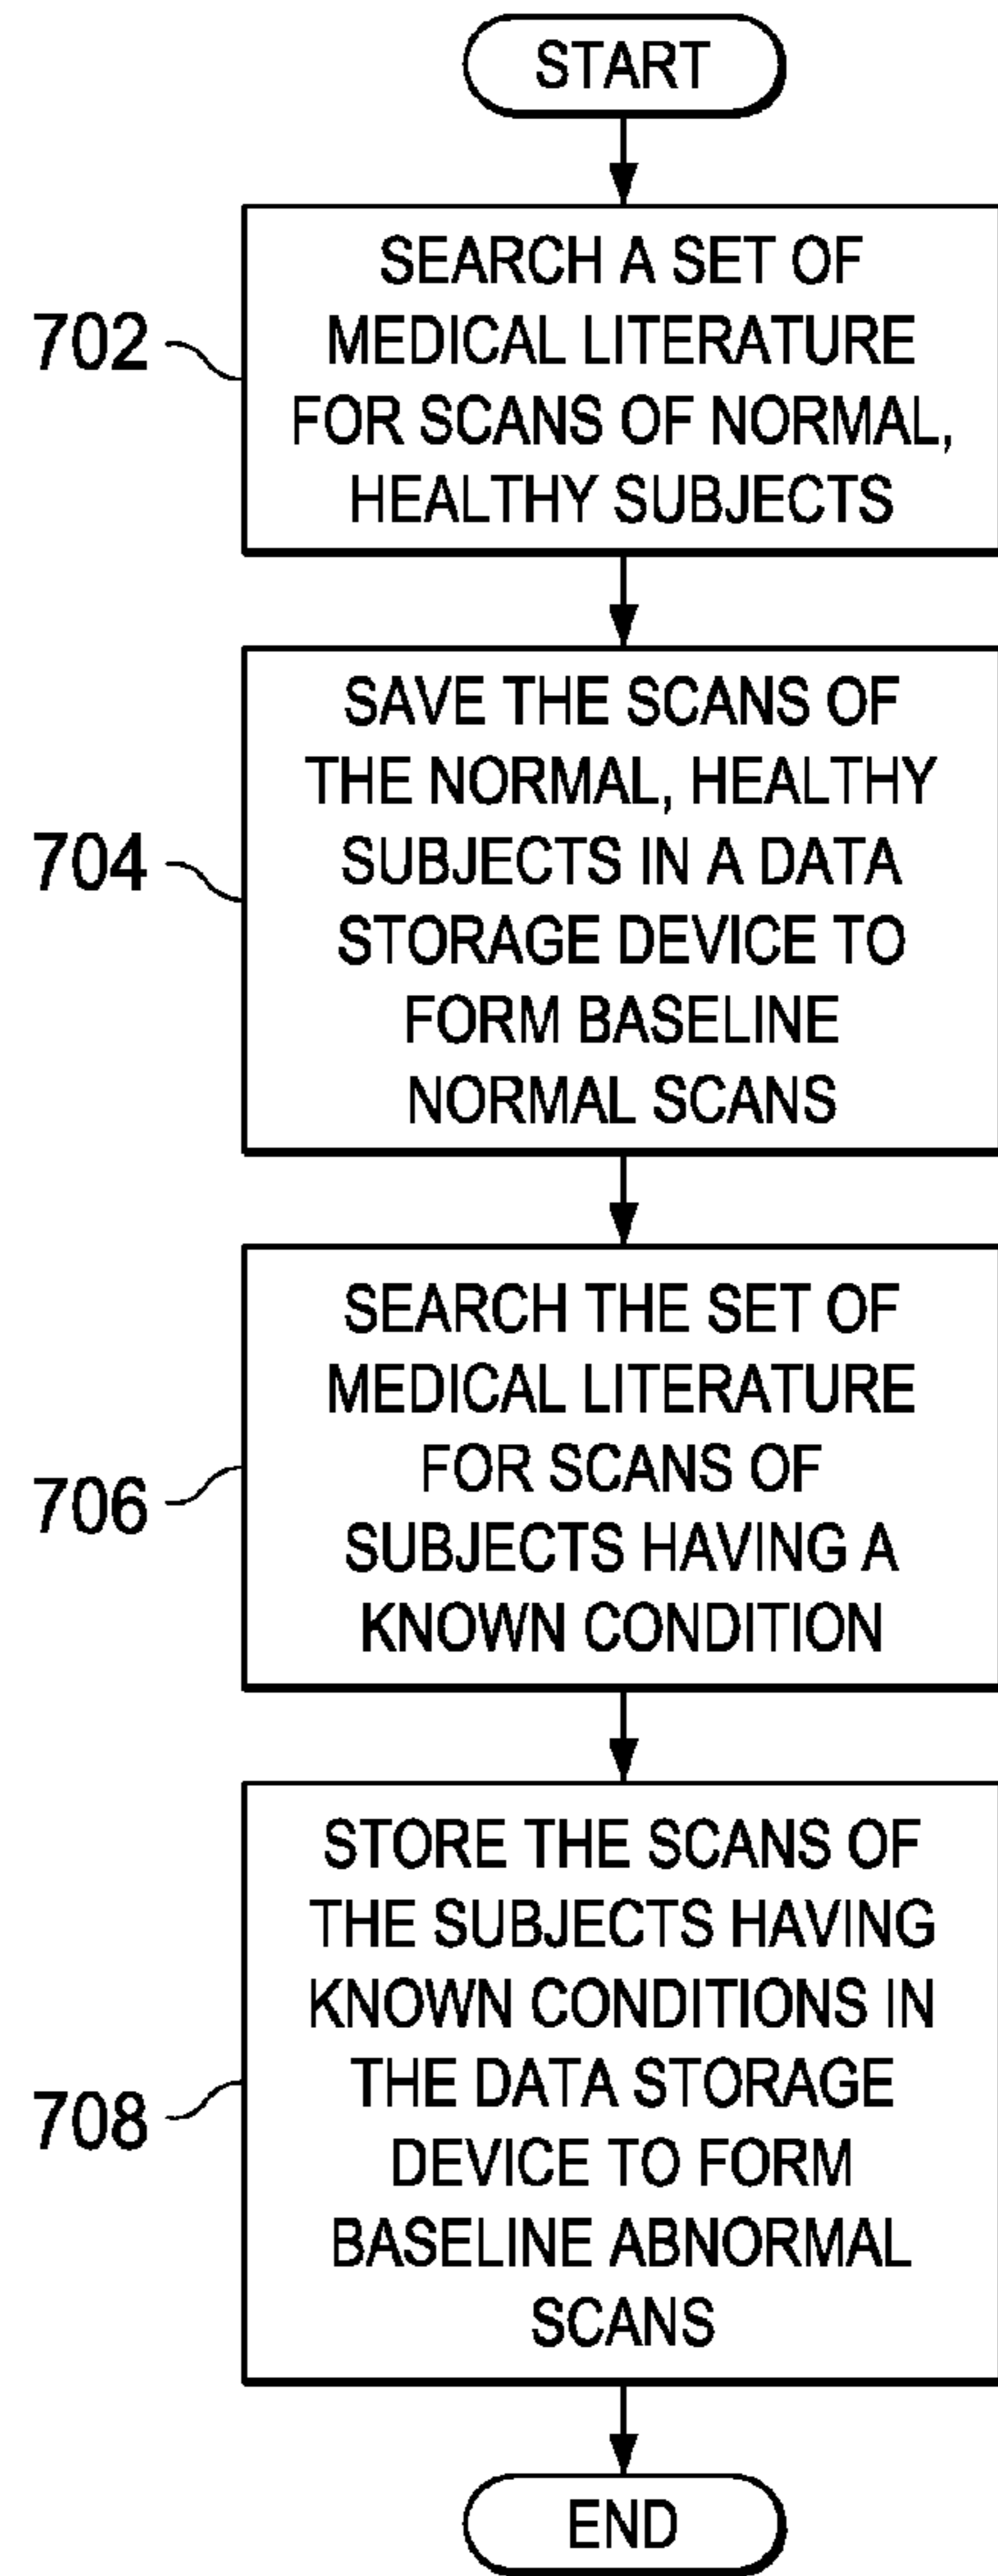 START
702
SEARCH A SET OF
MEDICAL LITERATURE
FOR SCANS OF NORMAL,
HEALTHY SUBJECTS
704
SAVE THE SCANS OF
THE NORMAL, HEALTHY
SUBJECTS IN A DATA
STORAGE DEVICE TO
FORM BASELINE
NORMAL SCANS
706
SEARCH THE SET OF
MEDICAL LITERATURE
FOR SCANS OF
SUBJECTS HAVING A
KNOWN CONDITION
708
STORE THE SCANS OF
THE SUBJECTS HAVING
KNOWN CONDITIONS IN
THE DATA STORAGE
DEVICE TO FORM
BASELINE ABNORMAL
SCANS
END